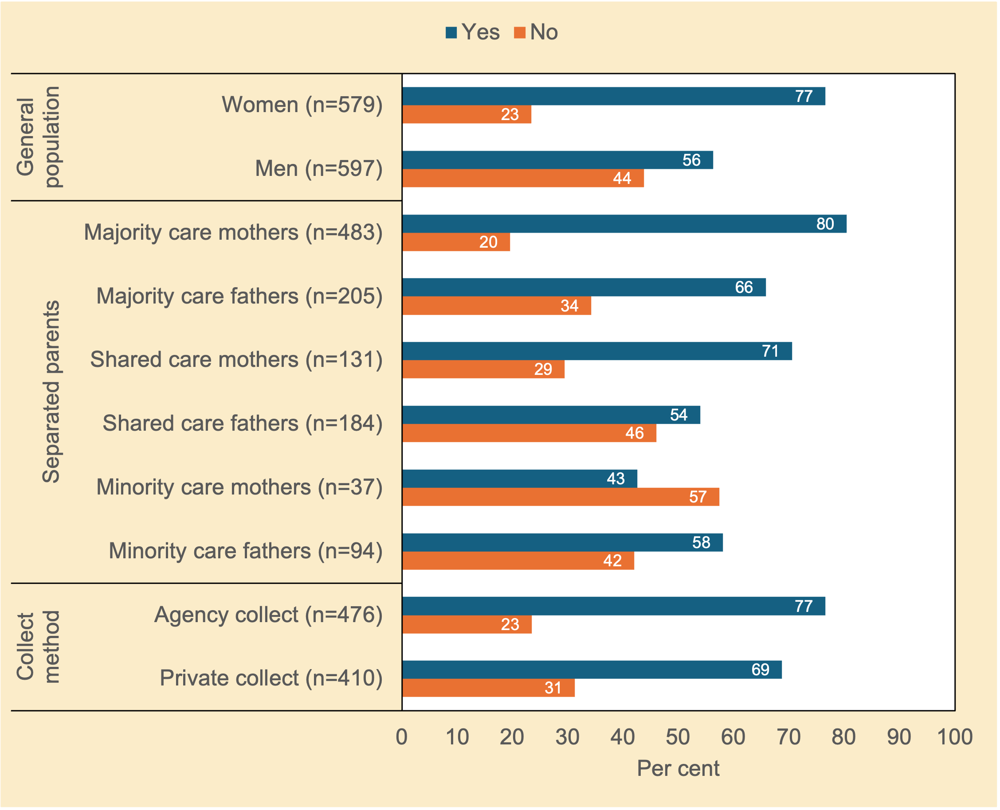 Yes No
General
population
Women (n=579)
77
23
Men (n=597)
56
44
Separated parents
Majority care mothers (n=483)
80
20
Majority care fathers (n=205)
66
34
Shared care mothers (n=131)
71
29
Shared care fathers (n=184)
54
46
Minority care mothers (n=37)
43
57
Minority care fathers (n=94)
58
42
Collect
method
Agency collect (n=476)
77
23
Private collect (n=410)
69
31
0 10 20 30 40 50 60 70 80 90 100
Per cent